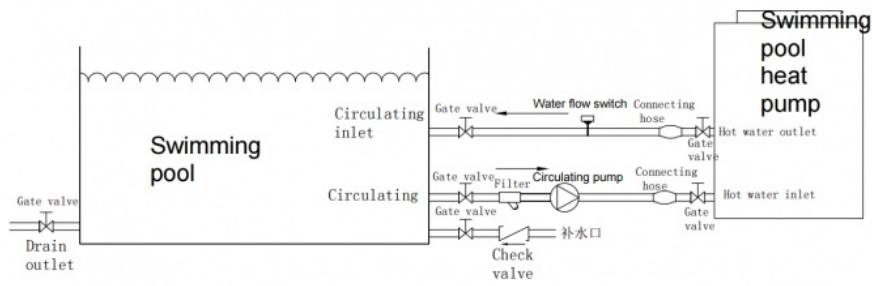 Swimming
pool
heat
pump
Gate valve
Water flow switch
Connecting
hose
Circulating
inlet
Gate
valve
Hot water outlet
Swimming
pool
Gate valve
Filter
Circulating pump
Connecting
hose
Circulating
Hot water inlet
Gate
valve
Gate valve
Gate valve
补水口
Drain
outlet
Check
valve